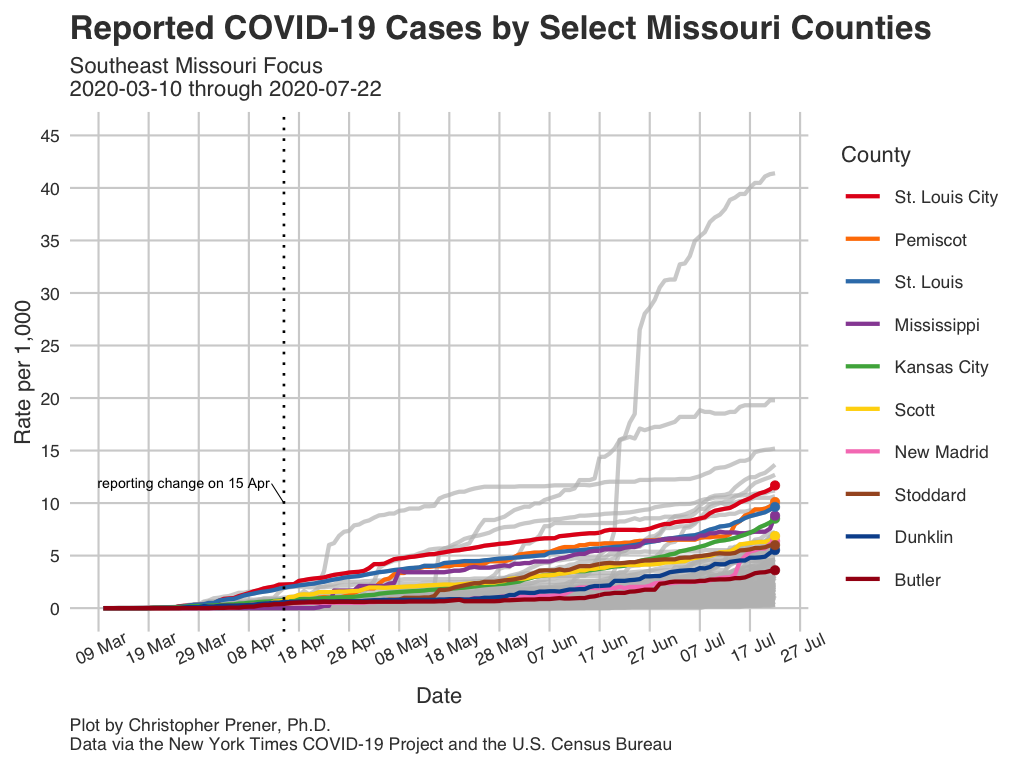 Reported COVID-19 Cases by Select Missouri Counties
Southeast Missouri Focus
2020-03-10 through 2020-07-22
45
40
35
30
25
20
15
10
5
0
Rate per 1,000
reporting change on 15 Apr
09 Mar
19 Mar
29 Mar
08 Apr
18 Apr
28 Apr
08 May
18 May
28 May
07 Jun
17 Jun
27 Jun
07 Jul
17 Jul
27 Jul
Date
County
St. Louis City
Pemiscot
St. Louis
Mississippi
Kansas City
Scott
New Madrid
Stoddard
Dunklin
Butler
Plot by Christopher Prener, Ph.D.
Data via the New York Times COVID-19 Project and the U.S. Census Bureau